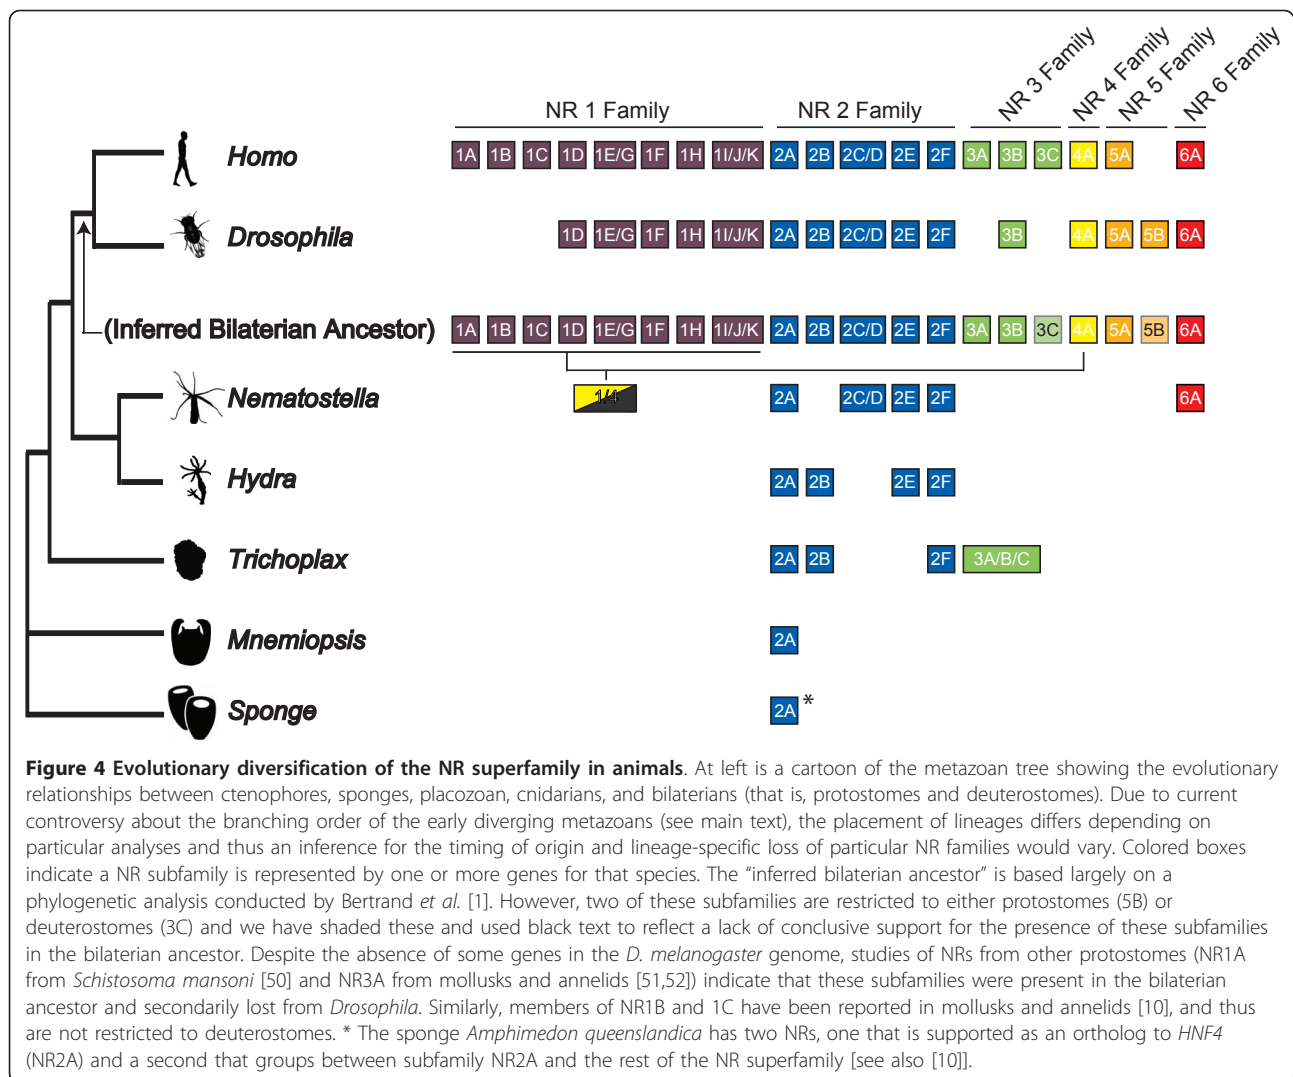 NR 1 Family NR 2 Family NR 3 Family NR 4 Family NR 5 Family NR 6 Family
Homo 1A 1B 1C 1D 1E/G 1F 1H 1I/J/K 2A 2B 2C/D 2E 2F 3A 3B 3C 4A 5A 6A
Drosophila 1D 1E/G 1F 1H 1I/J/K 2A 2B 2C/D 2E 2F 3B 4A 5A 5B 6A
(Inferred Bilaterian Ancestor) 1A 1B 1C 1D 1E/G 1F 1H 1I/J/K 2A 2B 2C/D 2E 2F 3A 3B 3C 4A 5A 5B 6A
Nematostella 1/4 2A 2C/D 2E 2F 6A
Hydra 2A 2B 2E 2F
Trichoplax 2A 2B 2F 3A/B/C
Mnemiopsis 2A
Sponge 2A *
Figure 4 Evolutionary diversification of the NR superfamily in animals. At left is a cartoon of the metazoan tree showing the evolutionary
relationships between ctenophores, sponges, placozoan, cnidarians, and bilaterians (that is, protostomes and deuterostomes). Due to current
controversy about the branching order of the early diverging metazoans (see main text), the placement of lineages differs depending on
particular analyses and thus an inference for the timing of origin and lineage-specific loss of particular NR families would vary. Colored boxes
indicate a NR subfamily is represented by one or more genes for that species. The “inferred bilaterian ancestor” is based largely on a
phylogenetic analysis conducted by Bertrand et al. [1]. However, two of these subfamilies are restricted to either protostomes (5B) or
deuterostomes (3C) and we have shaded these and used black text to reflect a lack of conclusive support for the presence of these subfamilies
in the bilaterian ancestor. Despite the absence of some genes in the D. melanogaster genome, studies of NRs from other protostomes (NR1A
from Schistosoma mansoni [50] and NR3A from mollusks and annelids [51,52]) indicate that these subfamilies were present in the bilaterian
ancestor and secondarily lost from Drosophila. Similarly, members of NR1B and 1C have been reported in mollusks and annelids [10], and thus
are not restricted to deuterostomes. * The sponge Amphimedon queenslandica has two NRs, one that is supported as an ortholog to HNF4
(NR2A) and a second that groups between subfamily NR2A and the rest of the NR superfamily [see also [10]].